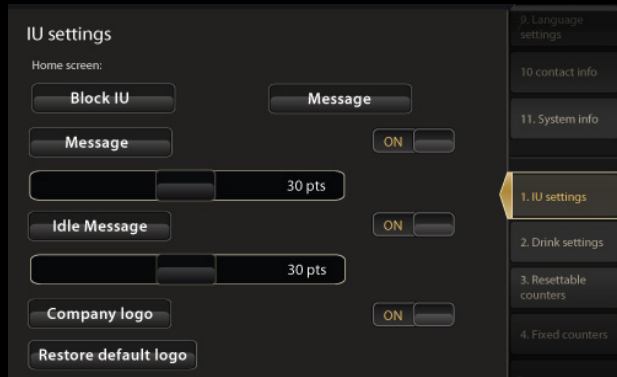 IU settings
Home screen:
Block IU
Message
Message
ON
30 pts
Idle Message
ON
30 pts
Company logo
ON
Restore default logo
9. Language
settings
10 contact info
11. System info
1. IU settings
2. Drink settings
3. Resettable
counters
4. Fixed counters